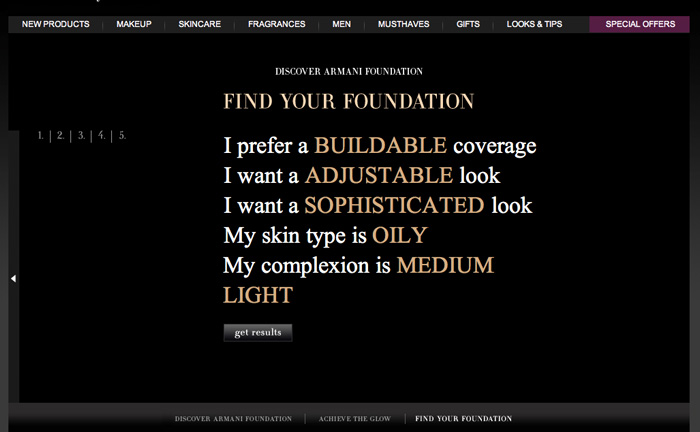 NEW PRODUCTS | MAKEUP | SKINCARE | FRAGRANCES | MEN | MUSTHAVES | GIFTS | LOOKS & TIPS SPECIAL OFFERS
DISCOVER ARMANI FOUNDATION
FIND YOUR FOUNDATION
1. | 2. | 3. | 4. | 5.
I prefer a BUILDABLE coverage
I want a ADJUSTABLE look
I want a SOPHISTICATED look
My skin type is OILY
My complexion is MEDIUM
LIGHT
get results
DISCOVER ARMANI FOUNDATION | ACHIEVE THE GLOW | FIND YOUR FOUNDATION